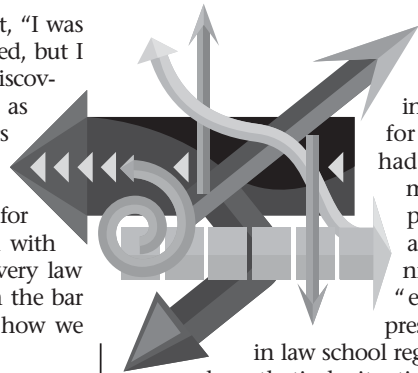 t, “I was
ed, but I
iscov-
as
s
for
with
very law
the bar
how we
in
for
had
m
p
a
“e
pres
in law school reg